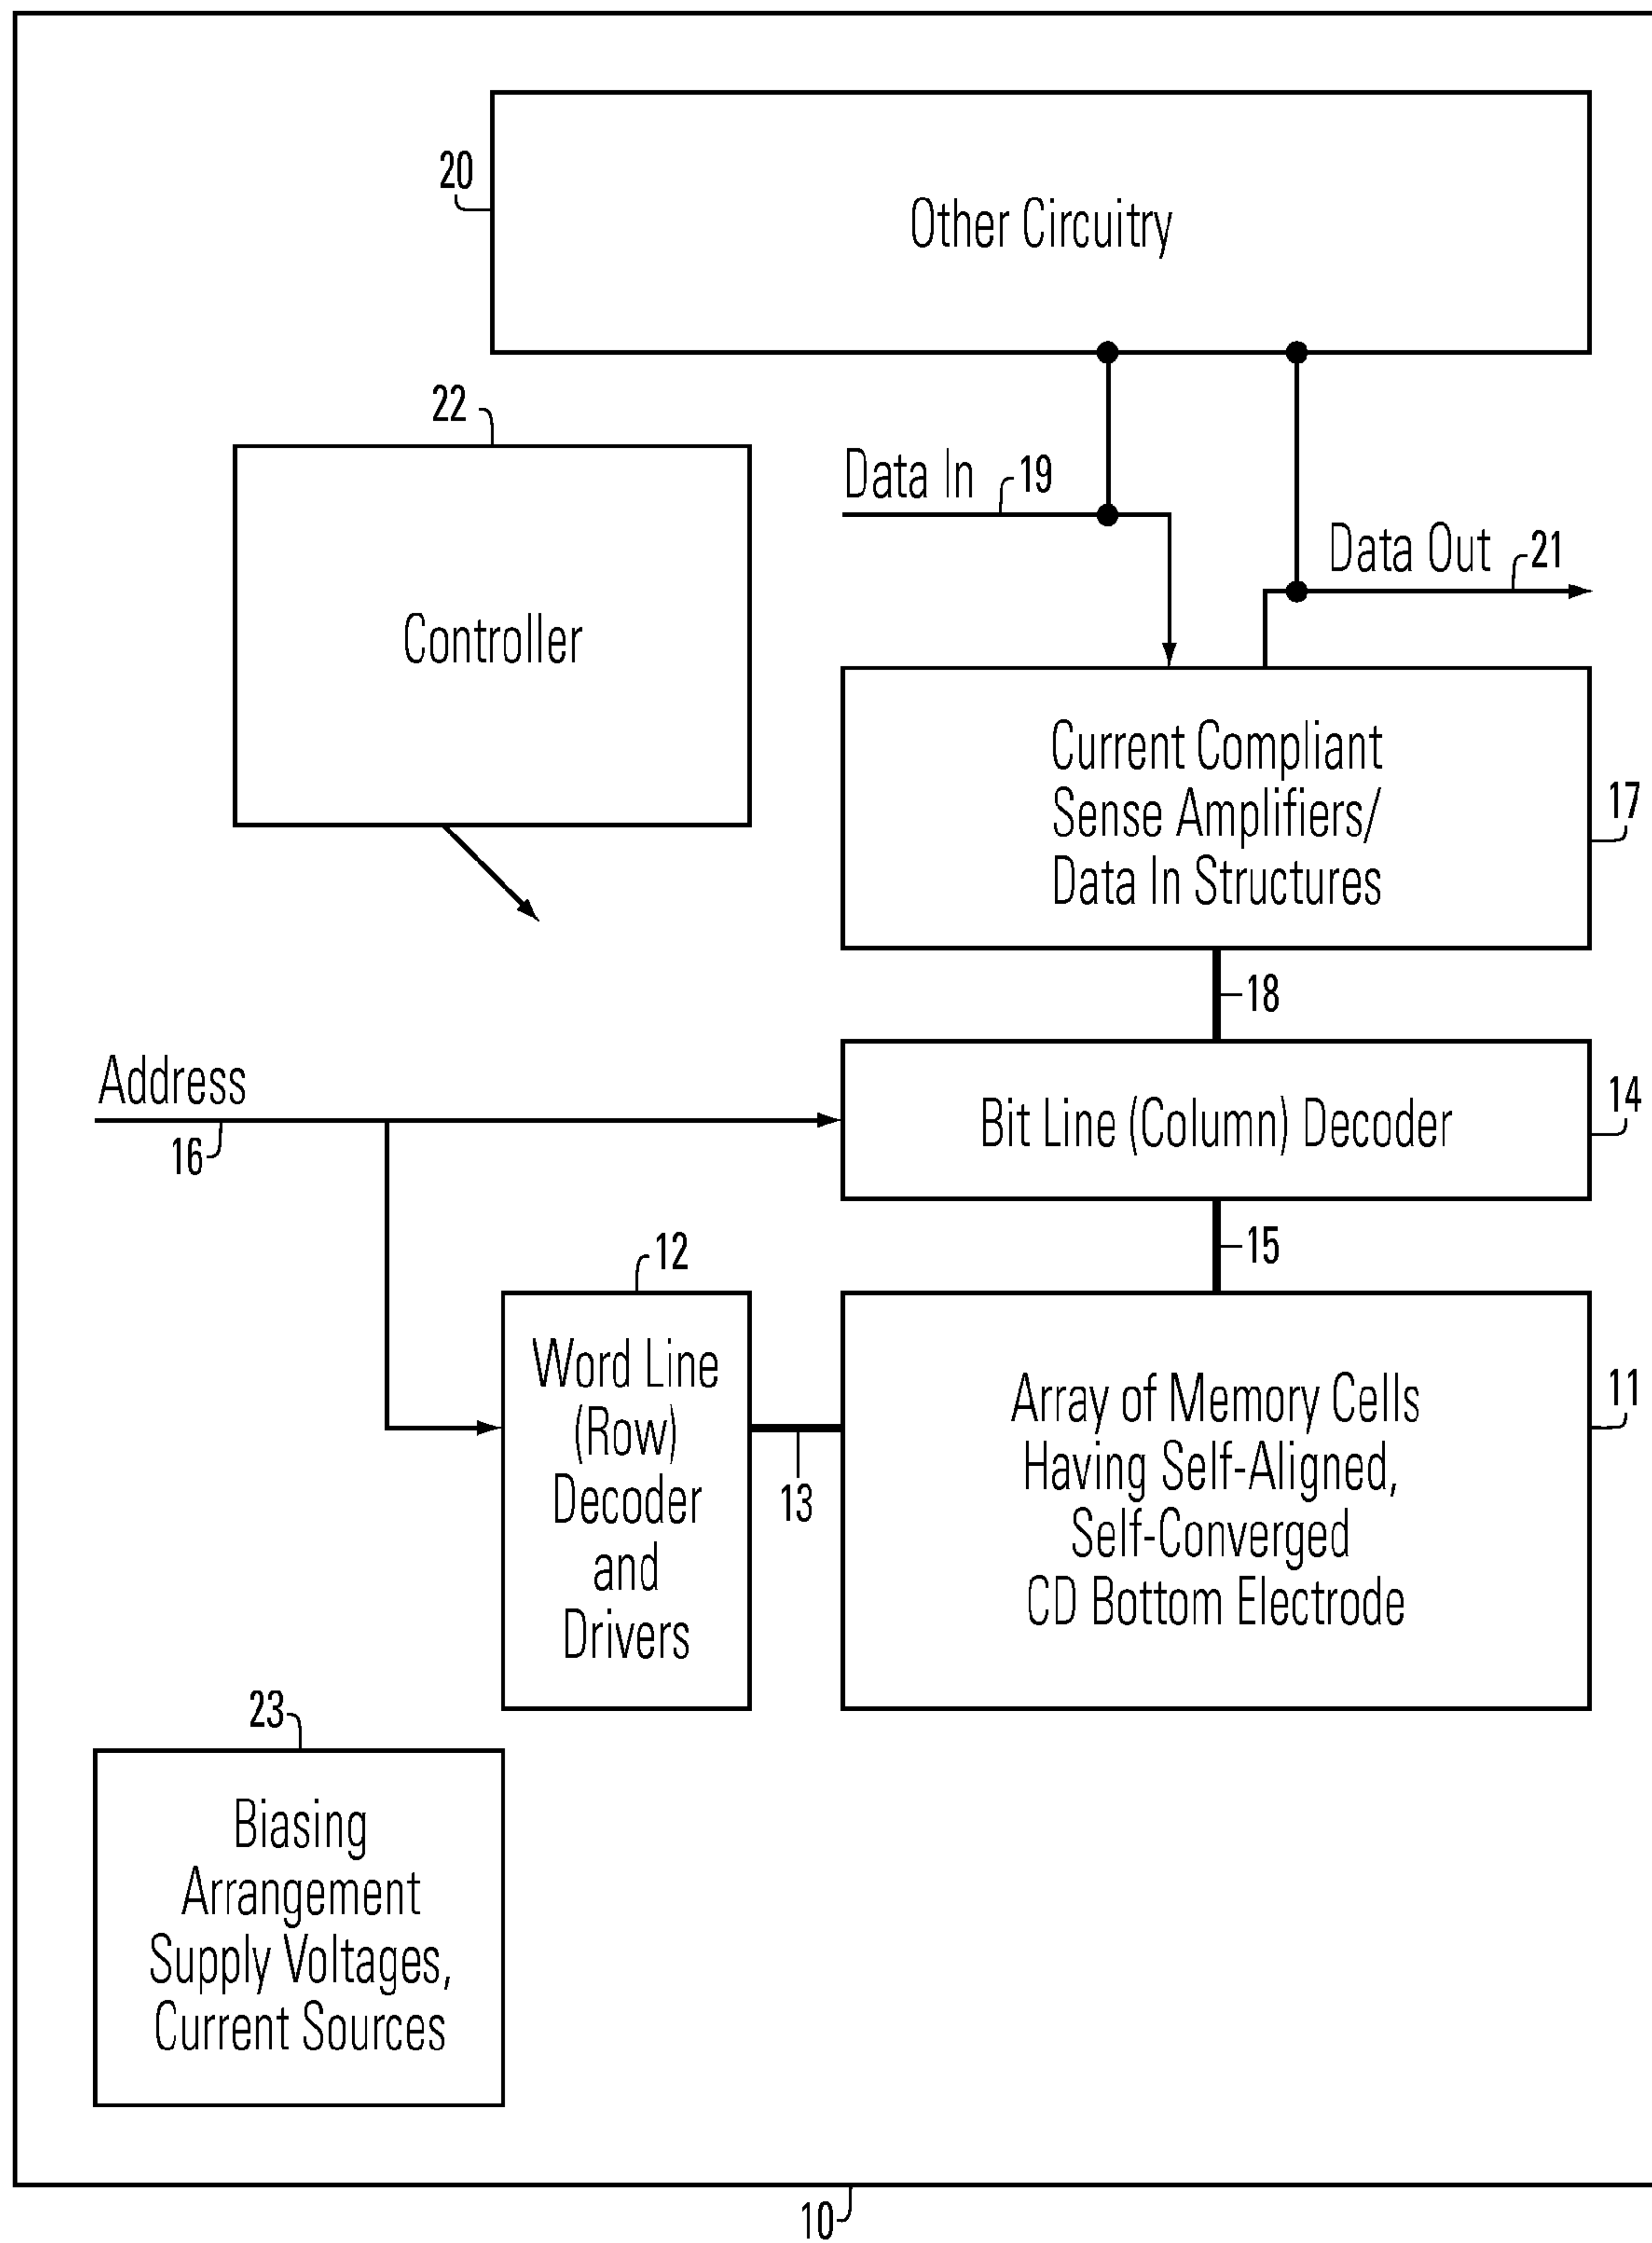 20
Other Circuitry
22
Controller
Data In
19
Data Out
21
Current Compliant
Sense Amplifiers/
Data In Structures
17
18
Address
16
Bit Line (Column) Decoder
14
15
12
Word Line
(Row)
Decoder
and
Drivers
13
Array of Memory Cells
Having Self-Aligned,
Self-Converged
CD Bottom Electrode
11
23
Biasing
Arrangement
Supply Voltages,
Current Sources
10